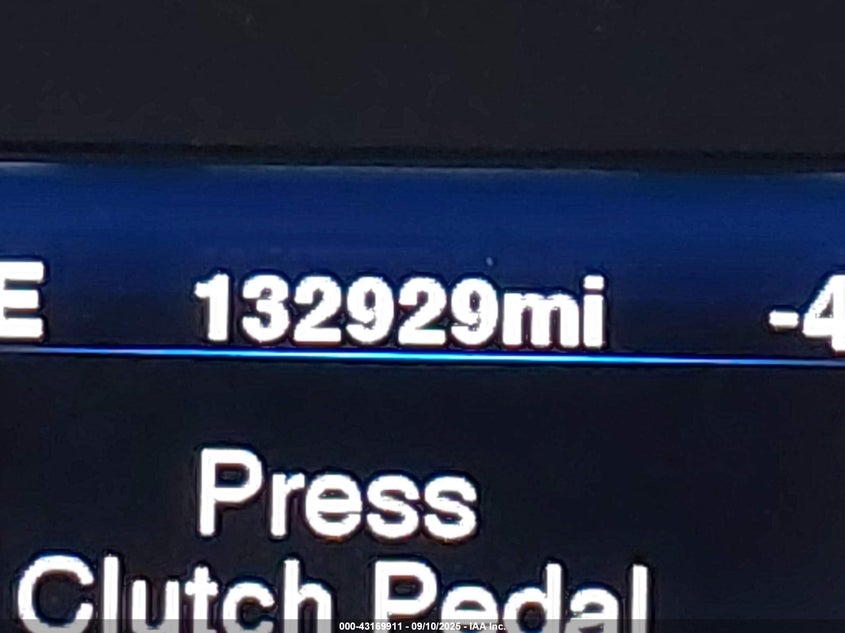 E 132929mi -4
Press
Clutch Pedal
000-43169911 - 09/10/2025 - IAA Inc.